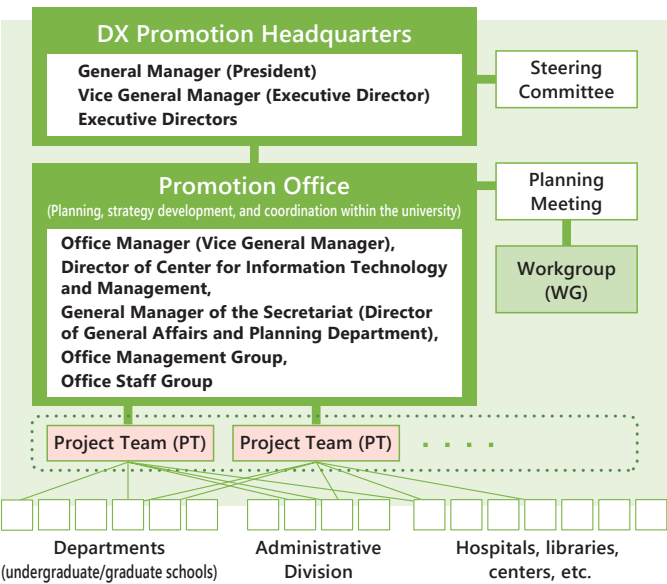 DX Promotion Headquarters
General Manager (President)
Vice General Manager (Executive Director)
Executive Directors
Steering
Committee
Promotion Office
(Planning, strategy development, and coordination within the university)
Office Manager (Vice General Manager),
Director of Center for Information Technology
and Management,
General Manager of the Secretariat (Director
of General Affairs and Planning Department),
Office Management Group,
Office Staff Group
Planning
Meeting
Workgroup
(WG)
Project Team (PT)
Project Team (PT)
. . . .
Departments
(undergraduate/graduate schools)
Administrative
Division
Hospitals, libraries,
centers, etc.